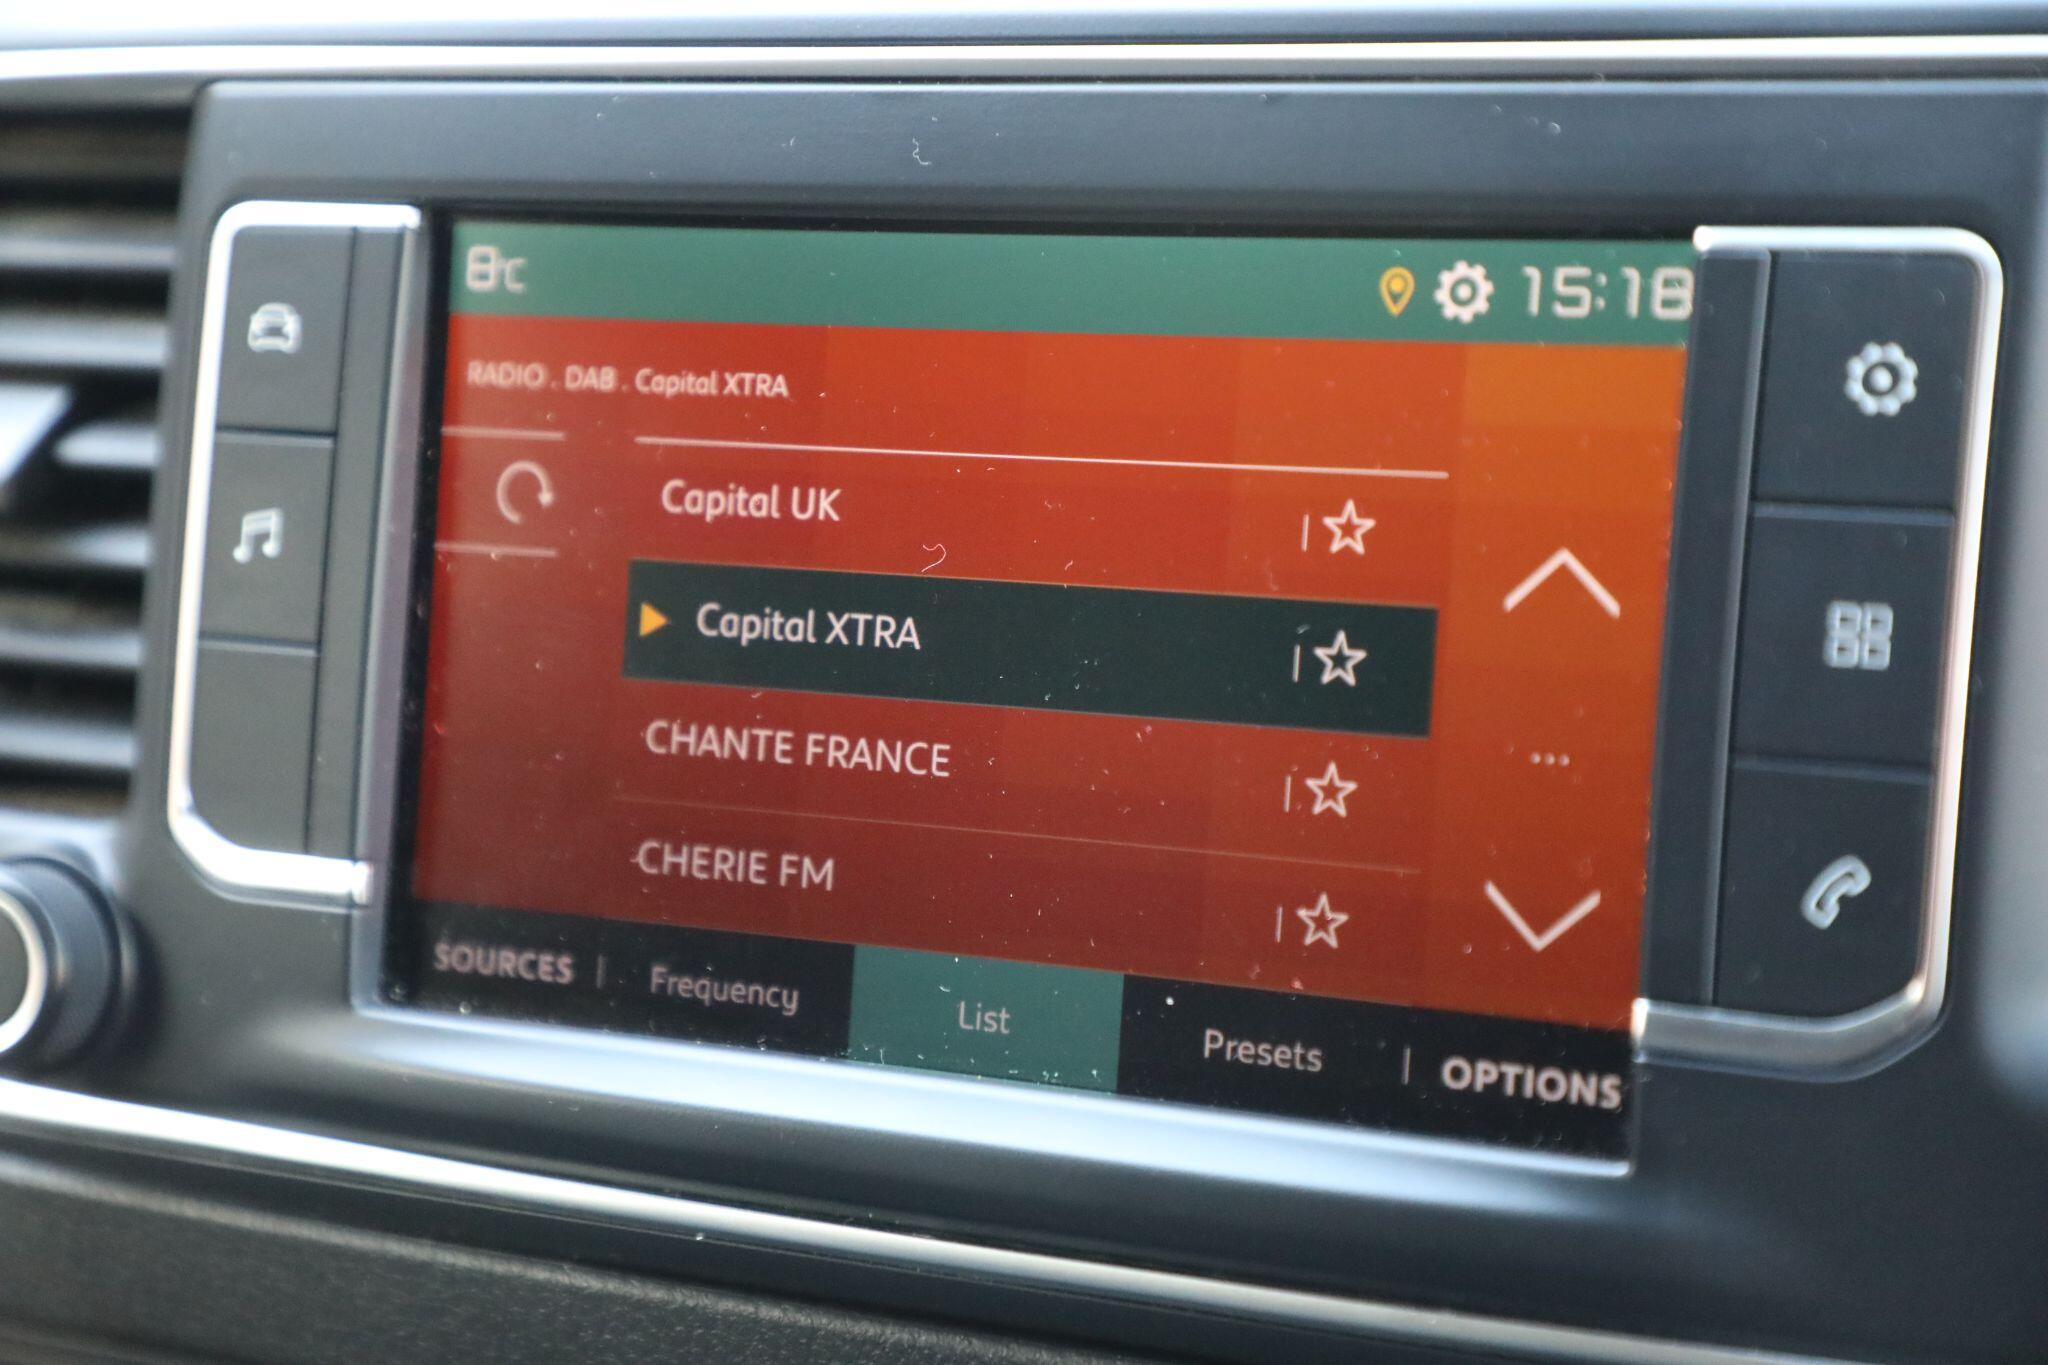 8°C 15:18
RADIO . DAB . Capital XTRA
Capital UK
Capital XTRA
CHANTE FRANCE
CHERIE FM
SOURCES | Frequency List Presets | OPTIONS